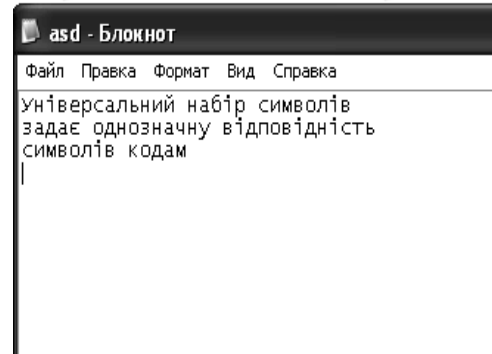 asd - Блокнот
Файл Правка Формат Вид Справка
Універсальний набір символів
задає однозначну відповідність
символів кодам